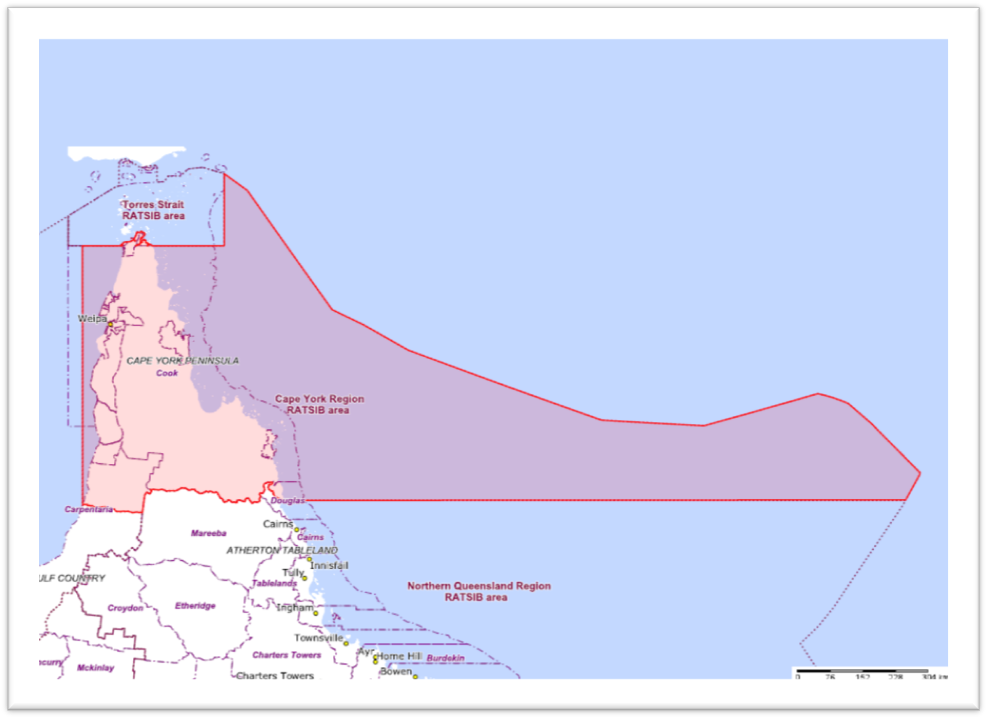 Torres Strait
RATSIB area
Weipa
CAPE YORK PENINSULA
Cook
Cape York Region
RATSIB area
Carpentaria
Douglas
Cairns
Cairns
Mareeba
ATHERTON TABLELAND
Innisfail
Tully
Tablelands
ULF COUNTRY
Northern Queensland Region
RATSIB area
Croydon
Etheridge
Ingham
?
Townsville
Ayr
Home Hill
Burdekin
Charters Towers
ncurry
Mckinlay
Charters Towers
Bowen
0 76 152 228 304 km